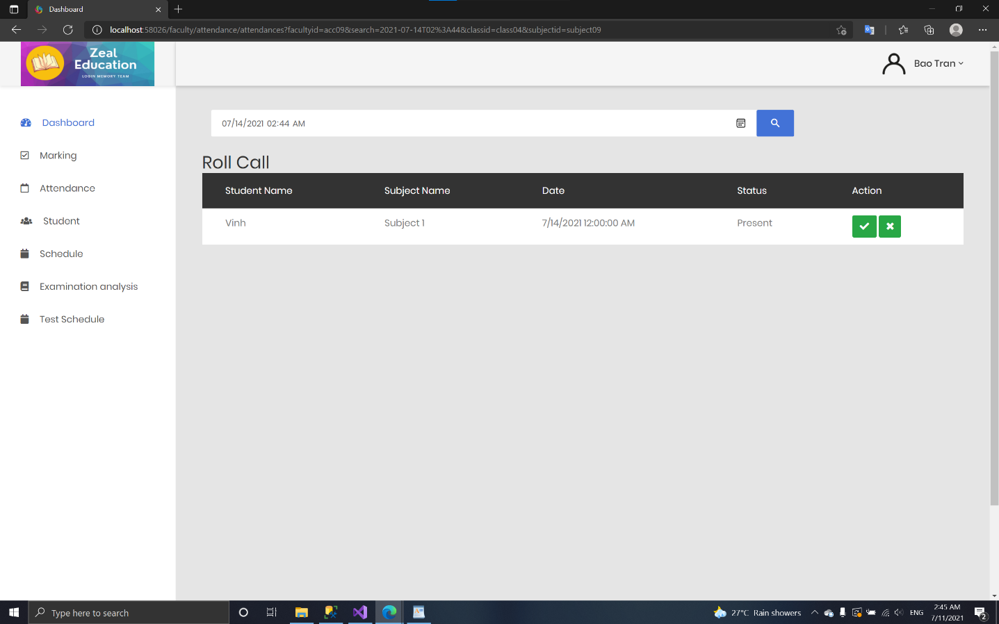 Dashboard
localhost:58026/faculty/attendance/attendances?facultyid=acc09&search=2021-07-14T02%3A44&classid=class04&subjectid=subject09
Zeal
Education
LOGIN MEMORY TEAM
Bao Tran
Dashboard
Marking
Attendance
Student
Schedule
Examination analysis
Test Schedule
07/14/2021 02:44 AM
Roll Call
Student Name Subject Name Date Status Action
Vinh Subject 1 7/14/2021 12:00:00 AM Present
Type here to search
27°C Rain showers
ENG
2:45 AM
7/11/2021
2